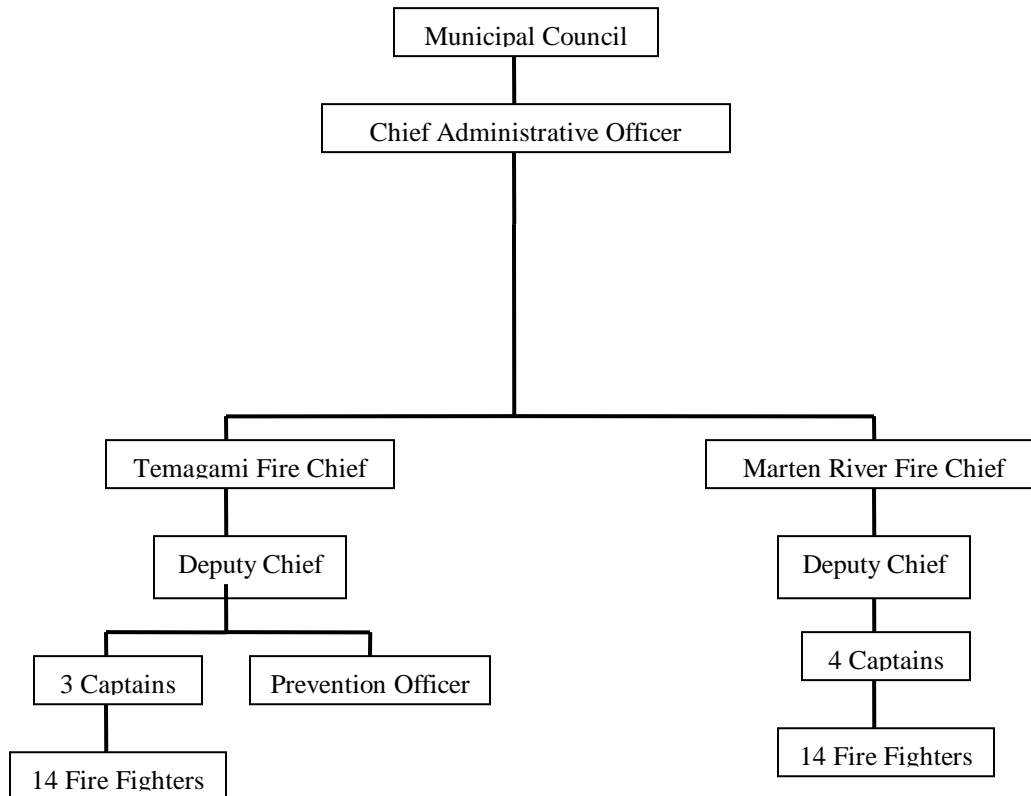 Municipal Council
Chief Administrative Officer
Temagami Fire Chief
Marten River Fire Chief
Deputy Chief
Deputy Chief
3 Captains
Prevention Officer
4 Captains
14 Fire Fighters
14 Fire Fighters